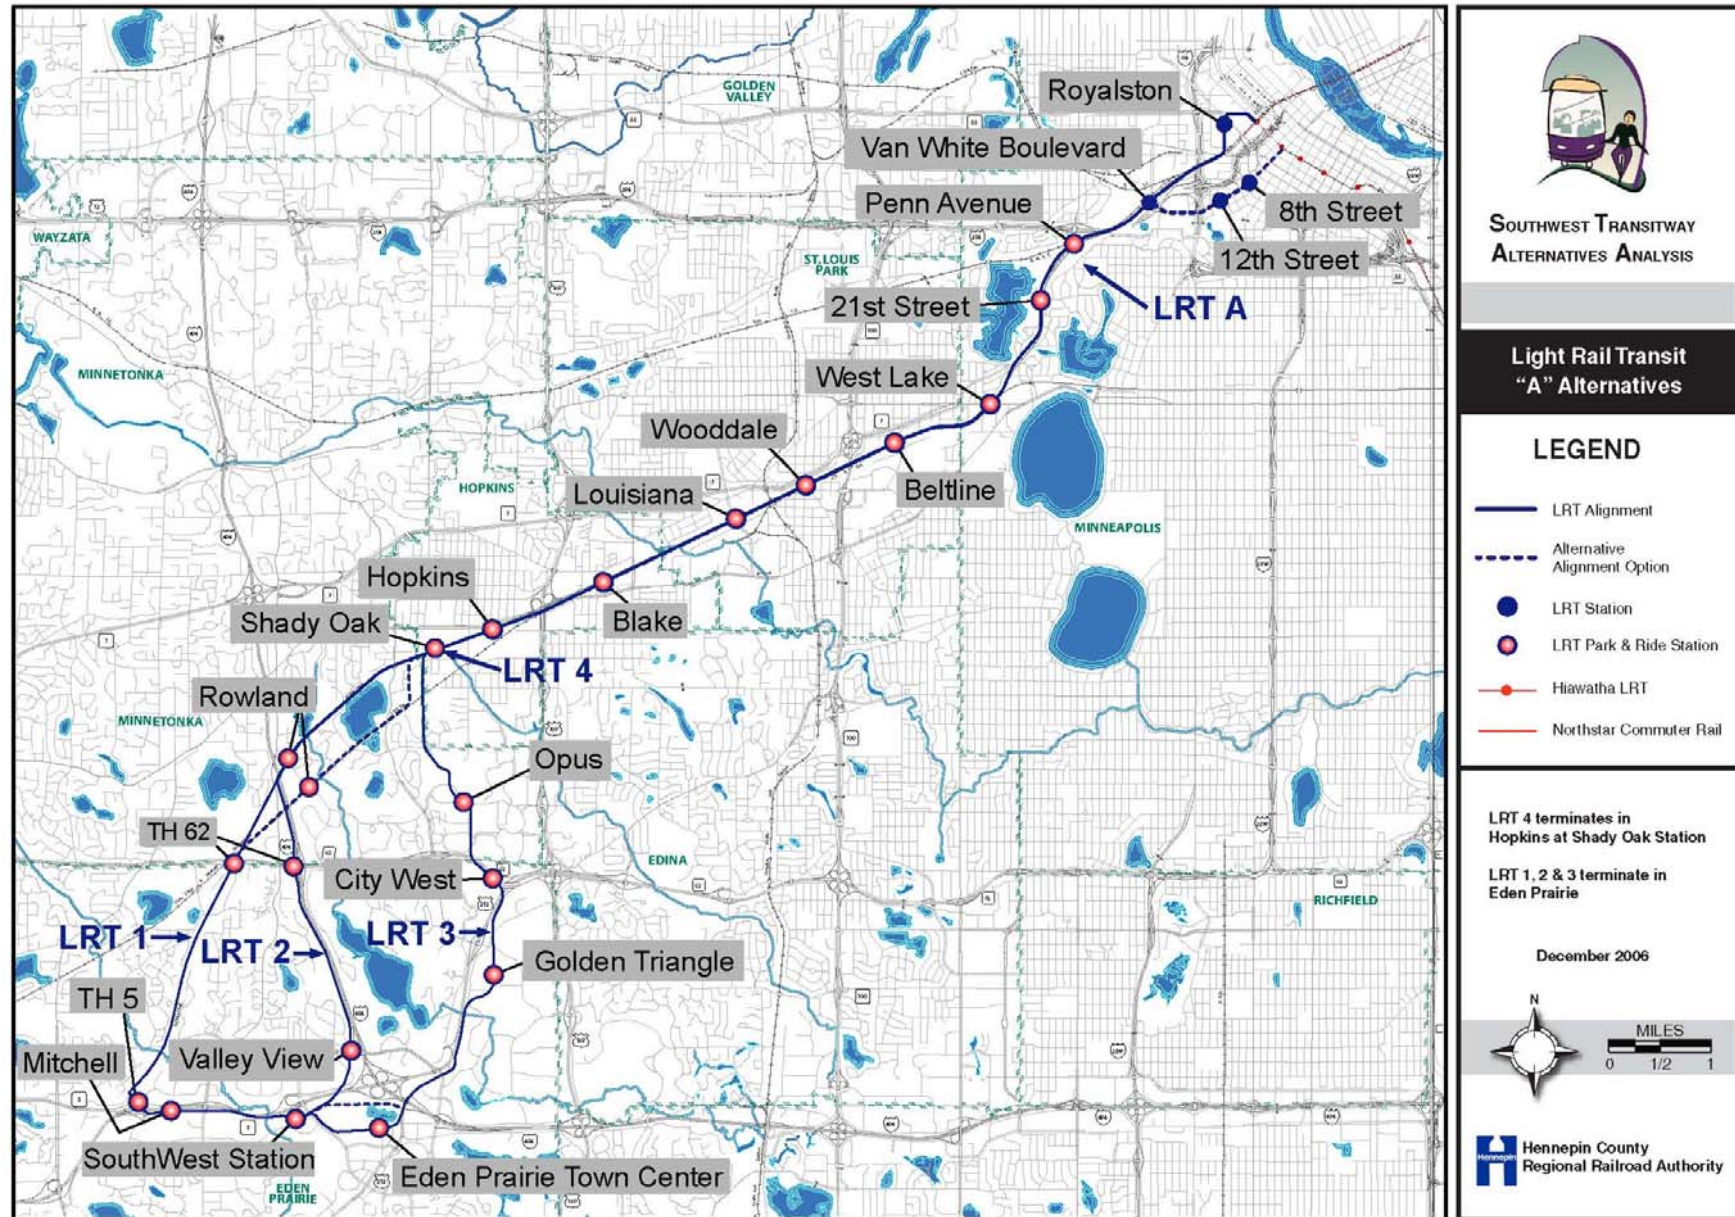 Royalston
GOLDEN
VALLEY
Van White Boulevard
Penn Avenue
8th Street
WAYZATA
ST. LOUIS
PARK
12th Street
21st Street
LRT A
MINNETONKA
West Lake
Wooddale
HOPKINS
Louisiana
Beltline
MINNEAPOLIS
Hopkins
Blake
Shady Oak
LRT 4
Rowland
MINNETONKA
Opus
TH 62
City West
EDINA
RICHFIELD
LRT 1
LRT 2
LRT 3
Golden Triangle
TH 5
Mitchell
Valley View
SouthWest Station
Eden Prairie Town Center
EDEN
PRAIRIE
SOUTHWEST TRANSITWAY
ALTERNATIVES ANALYSIS
Light Rail Transit
“A” Alternatives
LEGEND
LRT Alignment
Alternative
Alignment Option
LRT Station
LRT Park & Ride Station
Hiawatha LRT
Northstar Commuter Rail
LRT 4 terminates in
Hopkins at Shady Oak Station
LRT 1, 2 & 3 terminate in
Eden Prairie
December 2006
N
MILES
0 1/2 1
Hennepin
Hennepin County
Regional Railroad Authority